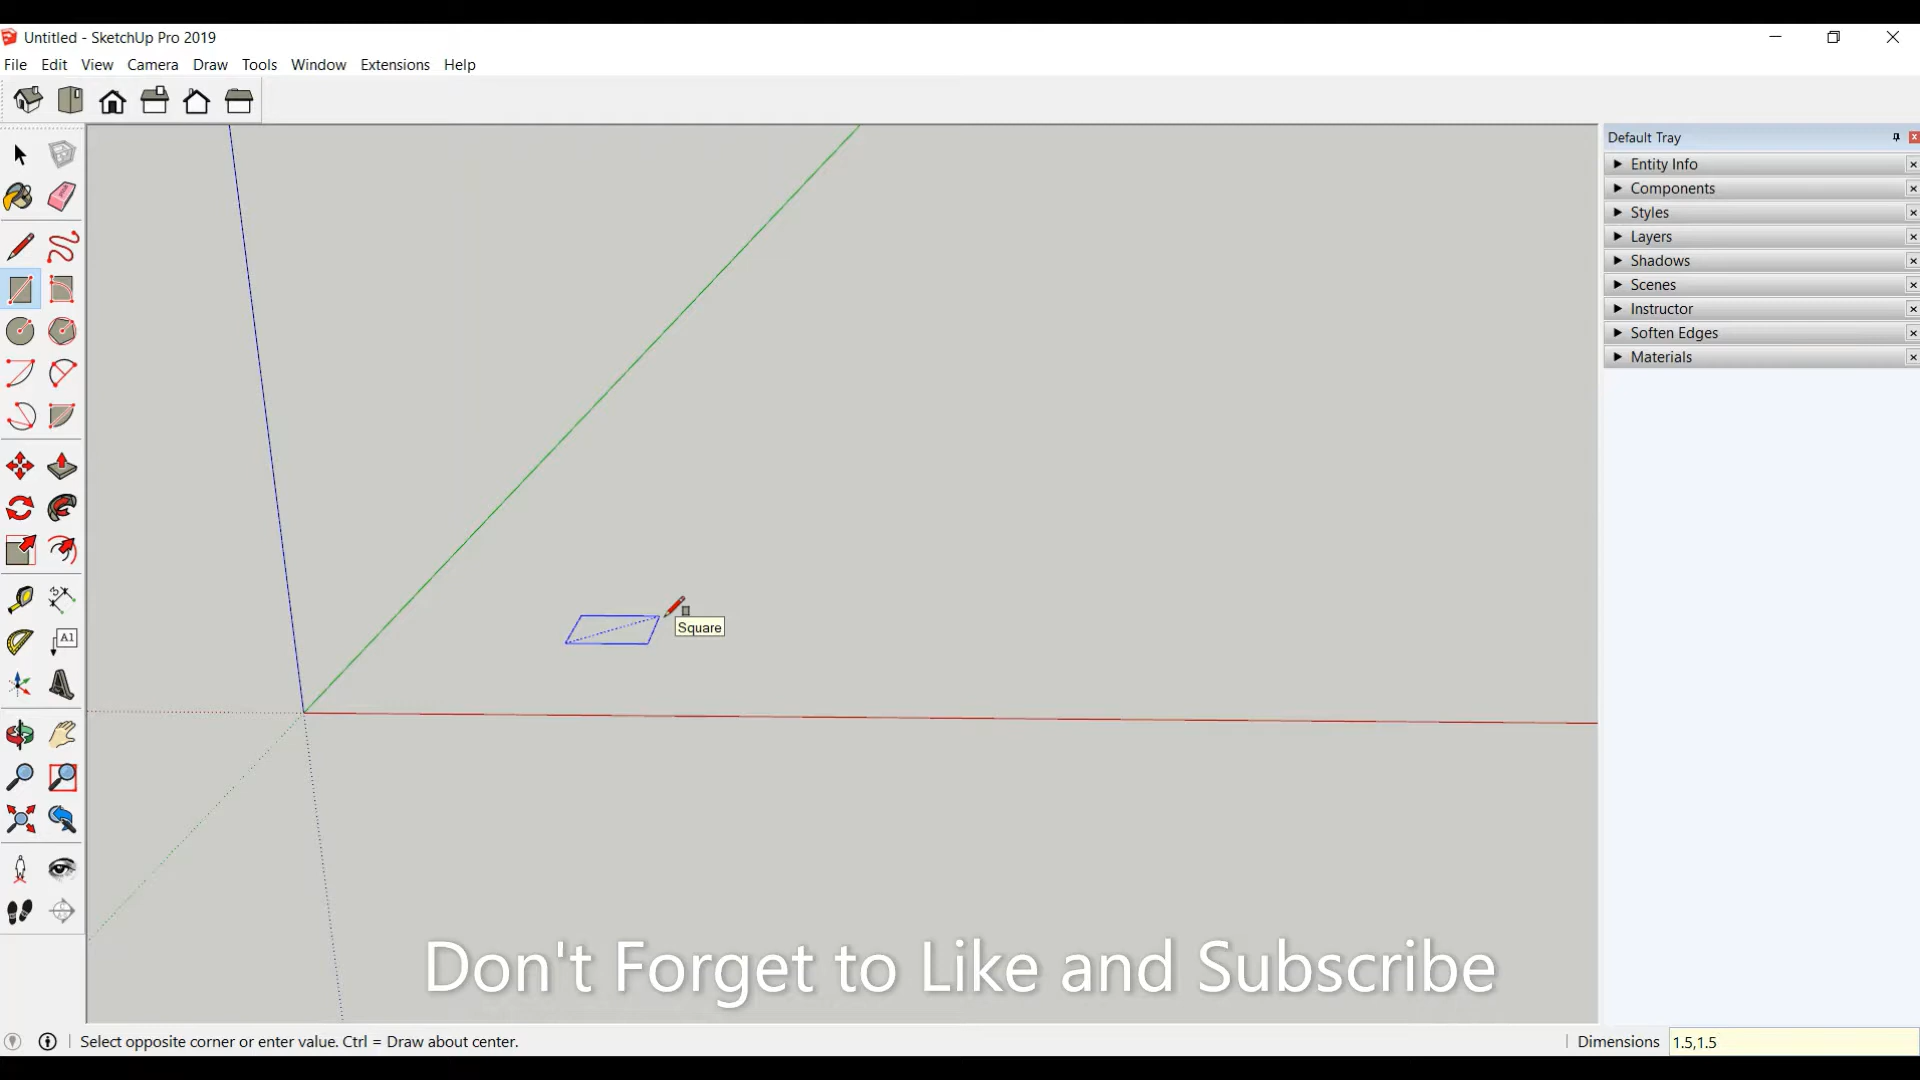 Untitled - SketchUp Pro 2019
File Edit View Camera Draw Tools Window Extensions Help
Default Tray
Entity Info
Components
Styles
Layers
Shadows
Scenes
Instructor
Soften Edges
Materials
A1
Square
Don't Forget to Like and Subscribe
Select opposite corner or enter value. Ctrl = Draw about center.
Dimensions 1.5,1.5